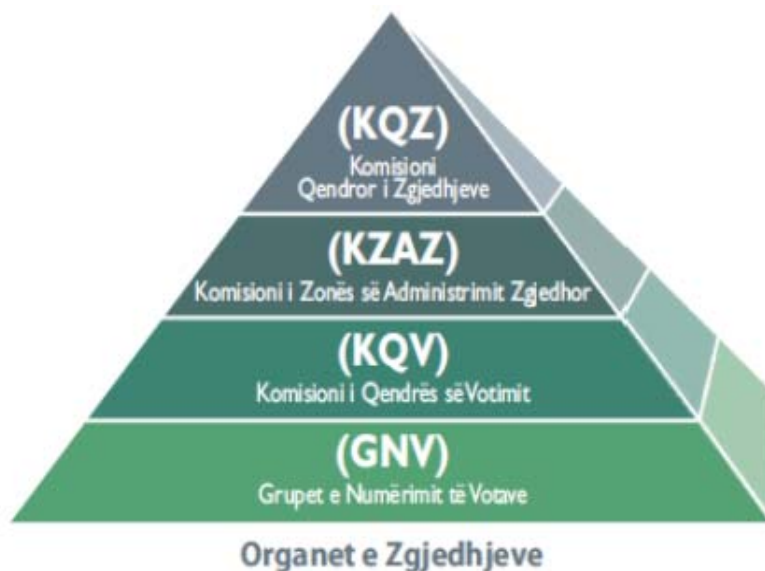 (KQZ)
Komisioni
Qendror i Zgjedhjeve
(KZAZ)
Komisioni i Zonës së Administrimit Zgjedhor
(KQV)
Komisioni i Qendrës së Votimit
(GNV)
Grupet e Numërimit të Votave
Organet e Zgjedhjeve